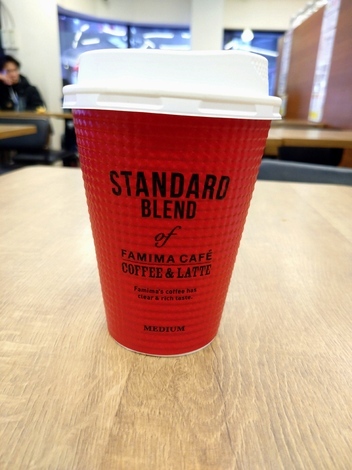 STANDARD
BLEND
of
FAMIMA CAFÉ
COFFEE & LATTE
Famima's coffee has
clear & rich taste.
MEDIUM